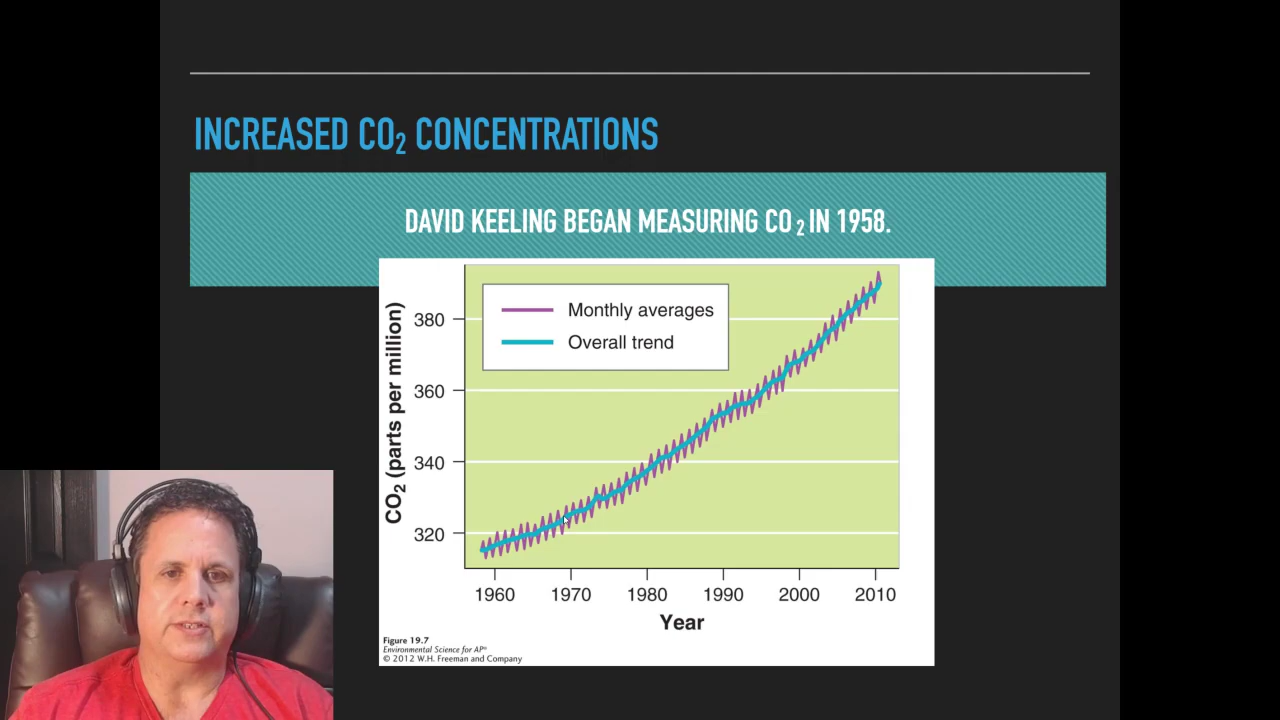 INCREASED CO₂ CONCENTRATIONS
DAVID KEELING BEGAN MEASURING CO₂ IN 1958.
Monthly averages
Overall trend
CO₂ (parts per million)
380
360
340
320
1960 1970 1980 1990 2000 2010
Year
Figure 19.7
Environmental Science for AP®
© 2012 W.H. Freeman and Company